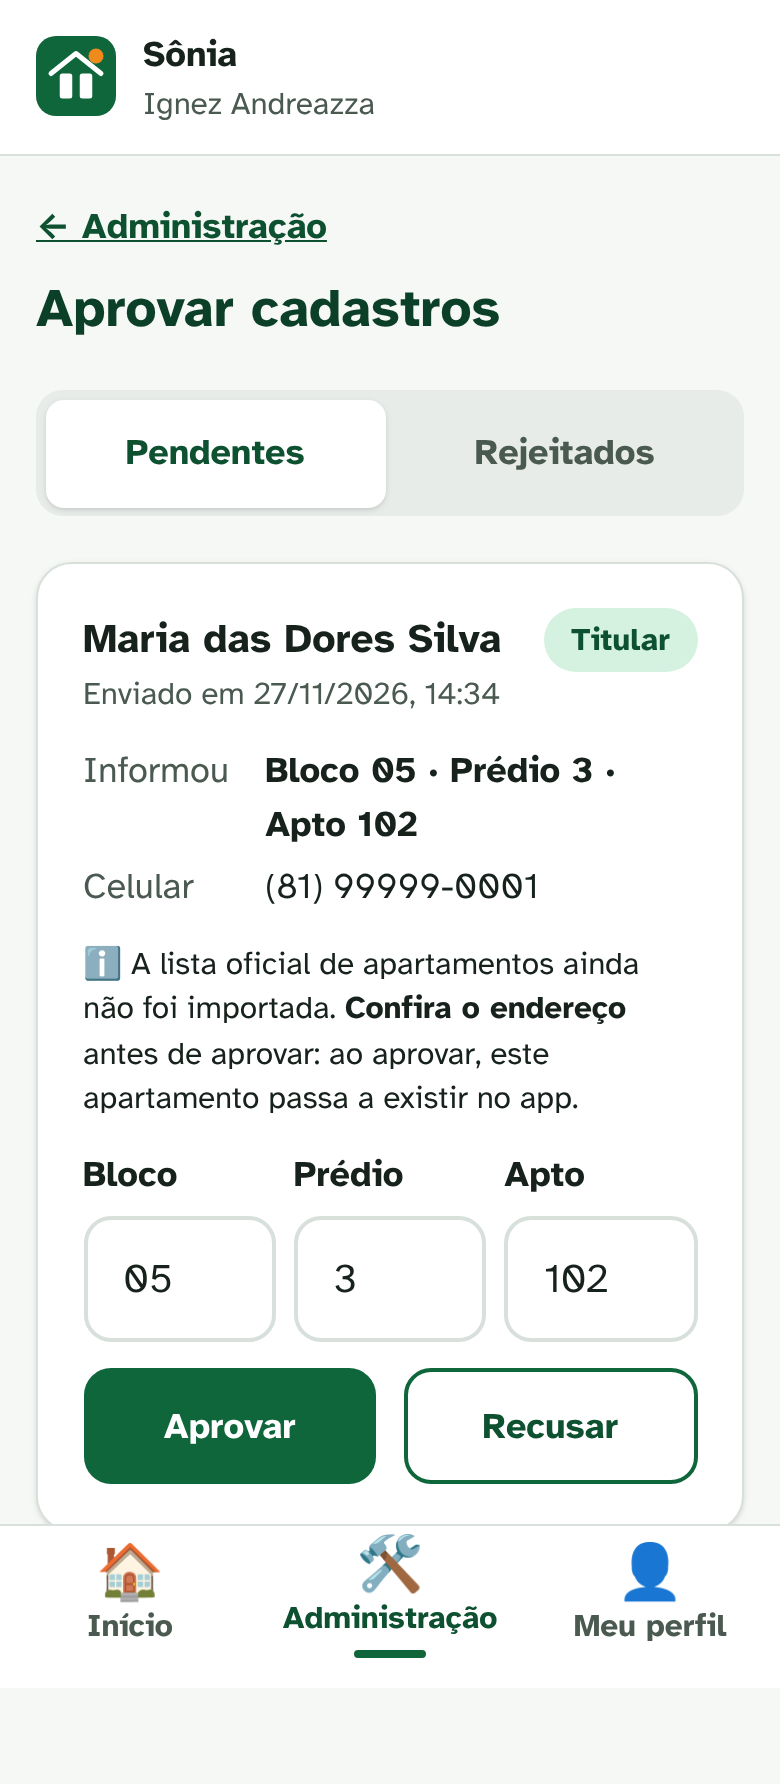 Sônia
Ignez Andreazza
← Administração
Aprovar cadastros
Pendentes
Rejeitados
Maria das Dores Silva
Titular
Enviado em 27/11/2026, 14:34
Informou
Bloco 05 · Prédio 3 ·
Apto 102
Celular
(81) 99999-0001
ℹ️ A lista oficial de apartamentos ainda
não foi importada. Confira o endereço
antes de aprovar: ao aprovar, este
apartamento passa a existir no app.
Bloco
Prédio
Apto
05
3
102
Aprovar
Recusar
Início
Administração
Meu perfil